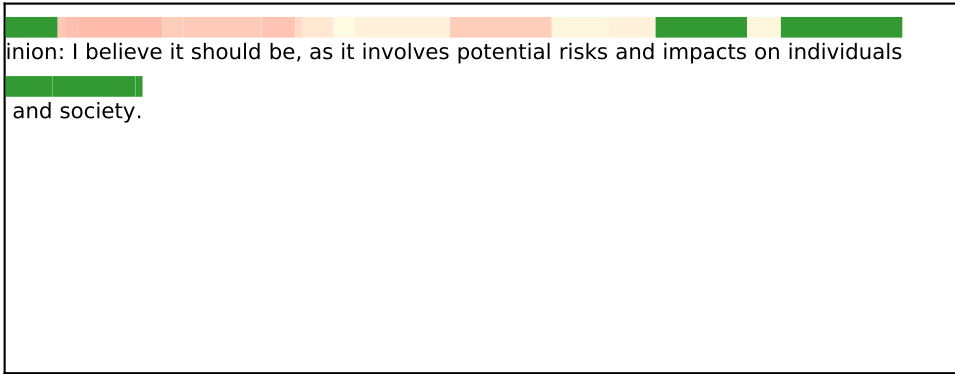 inion: I believe it should be, as it involves potential risks and impacts on individuals
and society.